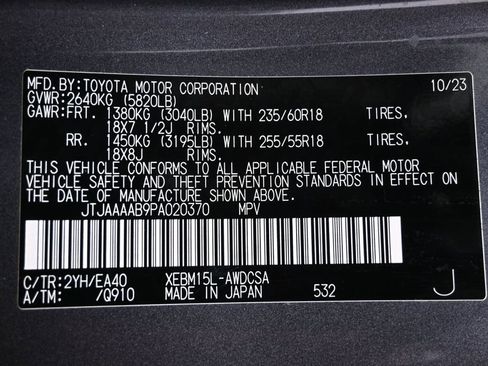 MFD.BY:TOYOTA MOTOR CORPORATION 10/23
GVWR:2640KG (5820LB)
GAWR:FRT. 1380KG (3040LB) WITH 235/60R18 TIRES.
18X7 1/2J RIMS.
RR. 1450KG (3195LB) WITH 255/55R18 TIRES.
18X8J RIMS.
THIS VEHICLE CONFORMS TO ALL APPLICABLE FEDERAL MOTOR
VEHICLE SAFETY AND THEFT PREVENTION STANDARDS IN EFFECT ON
THE DATE OF MANUFACTURE SHOWN ABOVE.
JTJAAAAB9PA020370 MPV
C/TR:2YH/EA40 XEBM15L-AWDCSA J
A/TM: /Q910 MADE IN JAPAN 532